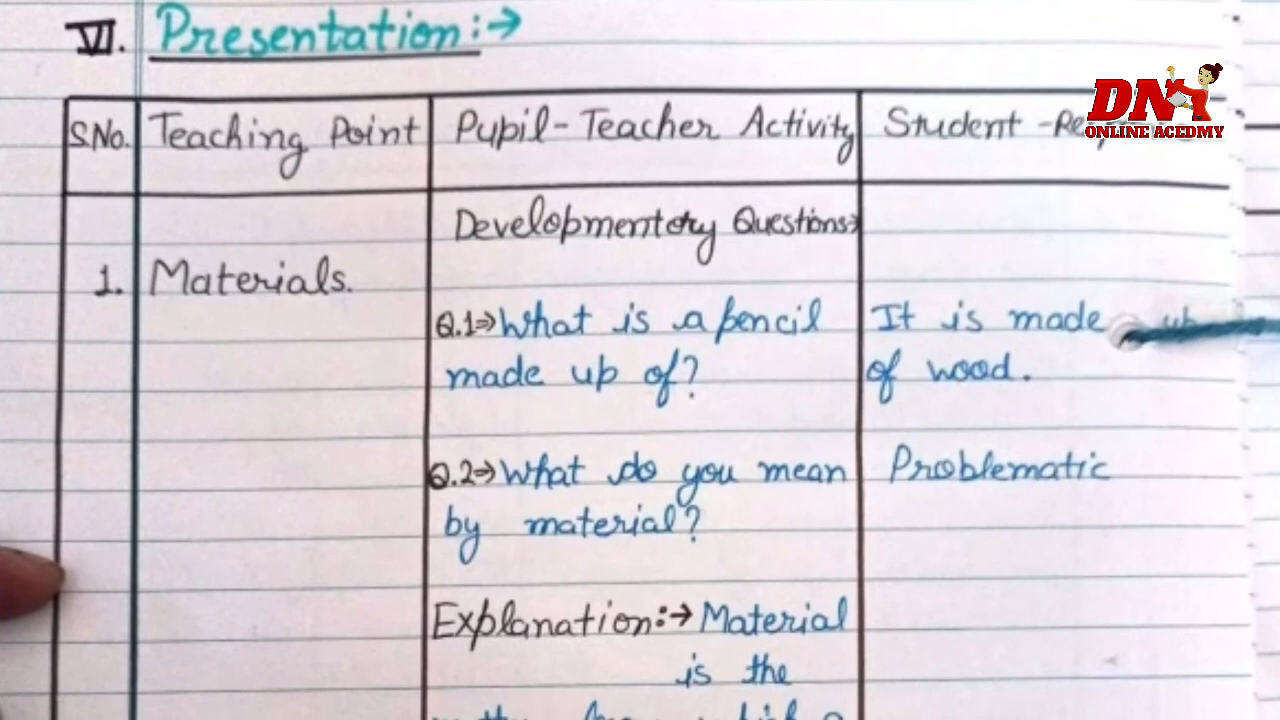 VI. Presentation:→
DNA
ONLINE ACEDMY
S.No. Teaching Point Pupil-Teacher Activity Student
Developmentory Questions→
1. Materials.
Q.1⇒ What is a pencil It is made up
made up of? of wood.
Q.2⇒ What do you mean Problematic
by material?
Explanation:→ Material
is the